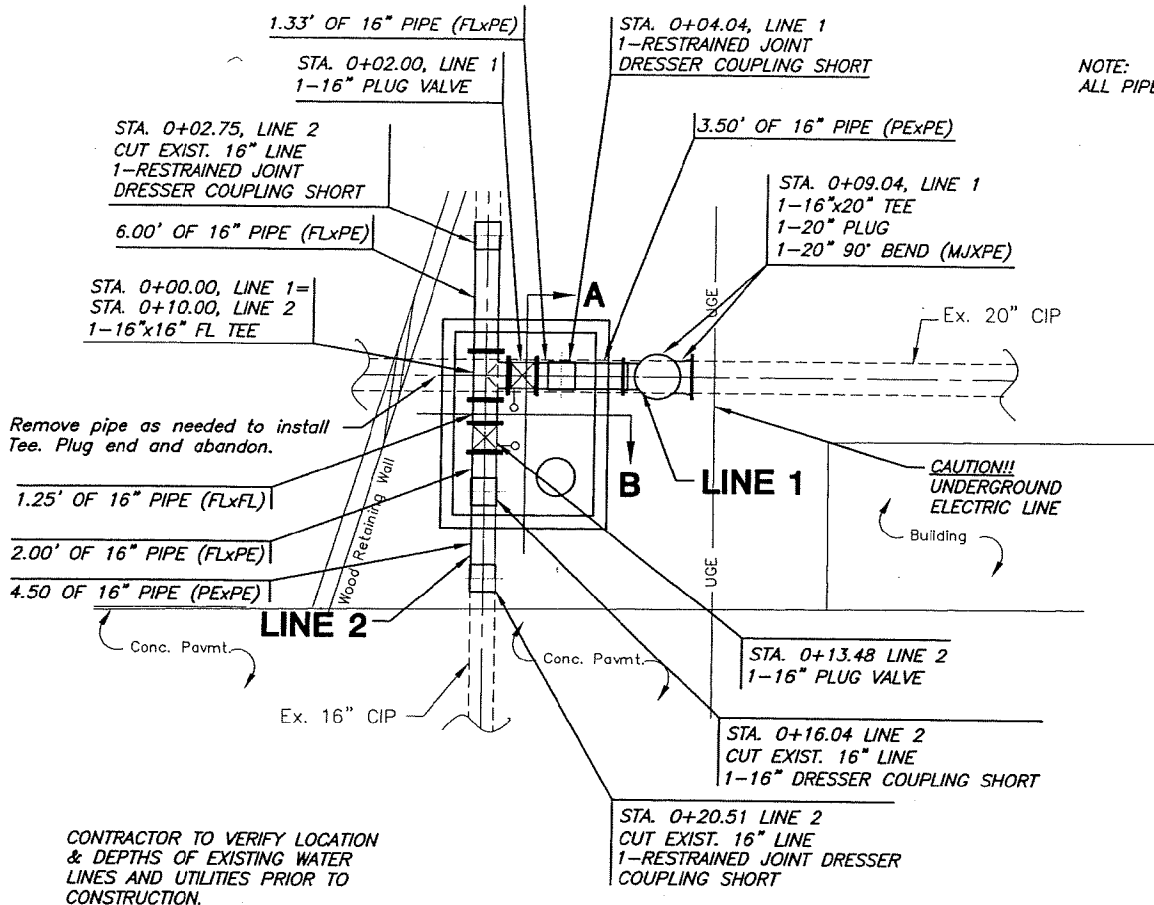 1.33' OF 16" PIPE (FLxPE)
STA. 0+02.00, LINE 1
1-16" PLUG VALVE
STA. 0+04.04, LINE 1
1-RESTRAINED JOINT
DRESSER COUPLING SHORT
NOTE:
ALL PIPE
STA. 0+02.75, LINE 2
CUT EXIST. 16" LINE
1-RESTRAINED JOINT
DRESSER COUPLING SHORT
3.50' OF 16" PIPE (PExPE)
STA. 0+09.04, LINE 1
1-16"x20" TEE
1-20" PLUG
1-20" 90° BEND (MJXPE)
6.00' OF 16" PIPE (FLxPE)
STA. 0+00.00, LINE 1=
STA. 0+10.00, LINE 2
1-16"x16" FL TEE
A
UGE
Ex. 20" CIP
Remove pipe as needed to install
Tee. Plug end and abandon.
Wood Retaining Wall
B
LINE 1
CAUTION!!
UNDERGROUND
ELECTRIC LINE
Building
1.25' OF 16" PIPE (FLxFL)
2.00' OF 16" PIPE (FLxPE)
4.50 OF 16" PIPE (PExPE)
UGE
LINE 2
Conc. Pavmt.
Conc. Pavmt.
STA. 0+13.48 LINE 2
1-16" PLUG VALVE
Ex. 16" CIP
STA. 0+16.04 LINE 2
CUT EXIST. 16" LINE
1-16" DRESSER COUPLING SHORT
STA. 0+20.51 LINE 2
CUT EXIST. 16" LINE
1-RESTRAINED JOINT DRESSER
COUPLING SHORT
CONTRACTOR TO VERIFY LOCATION
& DEPTHS OF EXISTING WATER
LINES AND UTILITIES PRIOR TO
CONSTRUCTION.